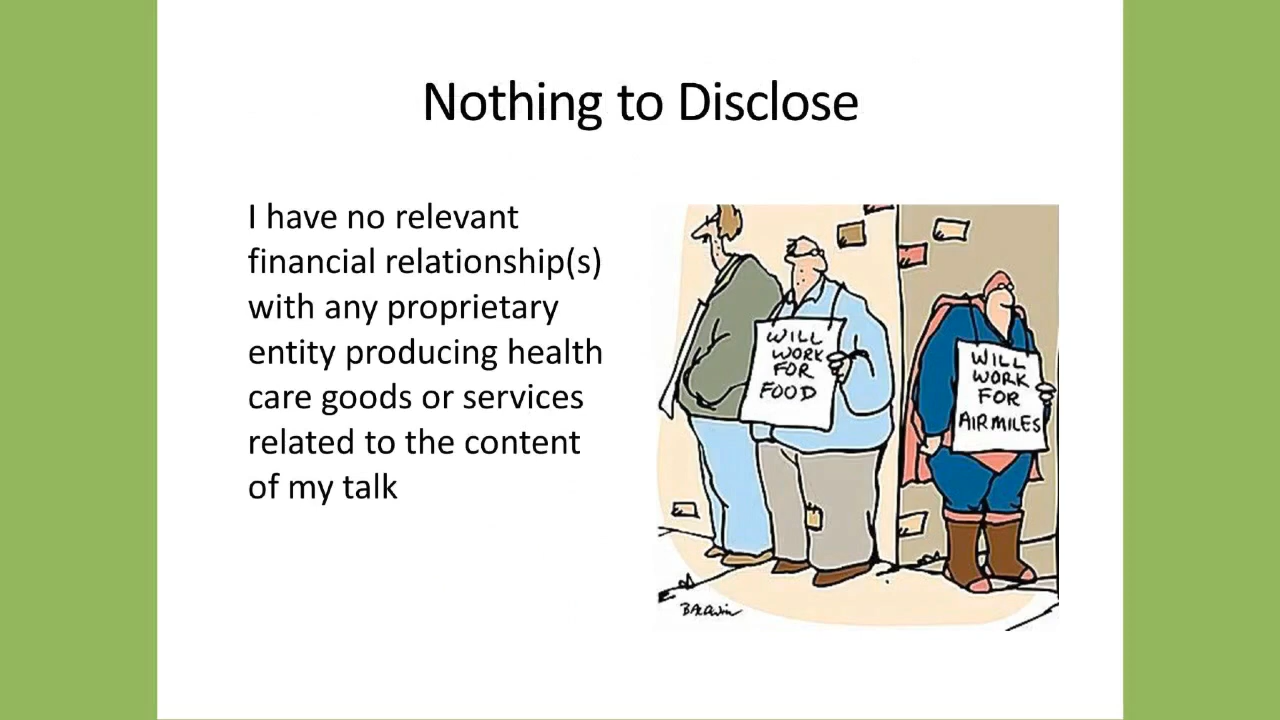 Nothing to Disclose
I have no relevant
financial relationship(s)
with any proprietary
entity producing health
care goods or services
related to the content
of my talk
WILL
WORK
FOR
FOOD
WILL
WORK
FOR
AIRMILES
BALDWIN